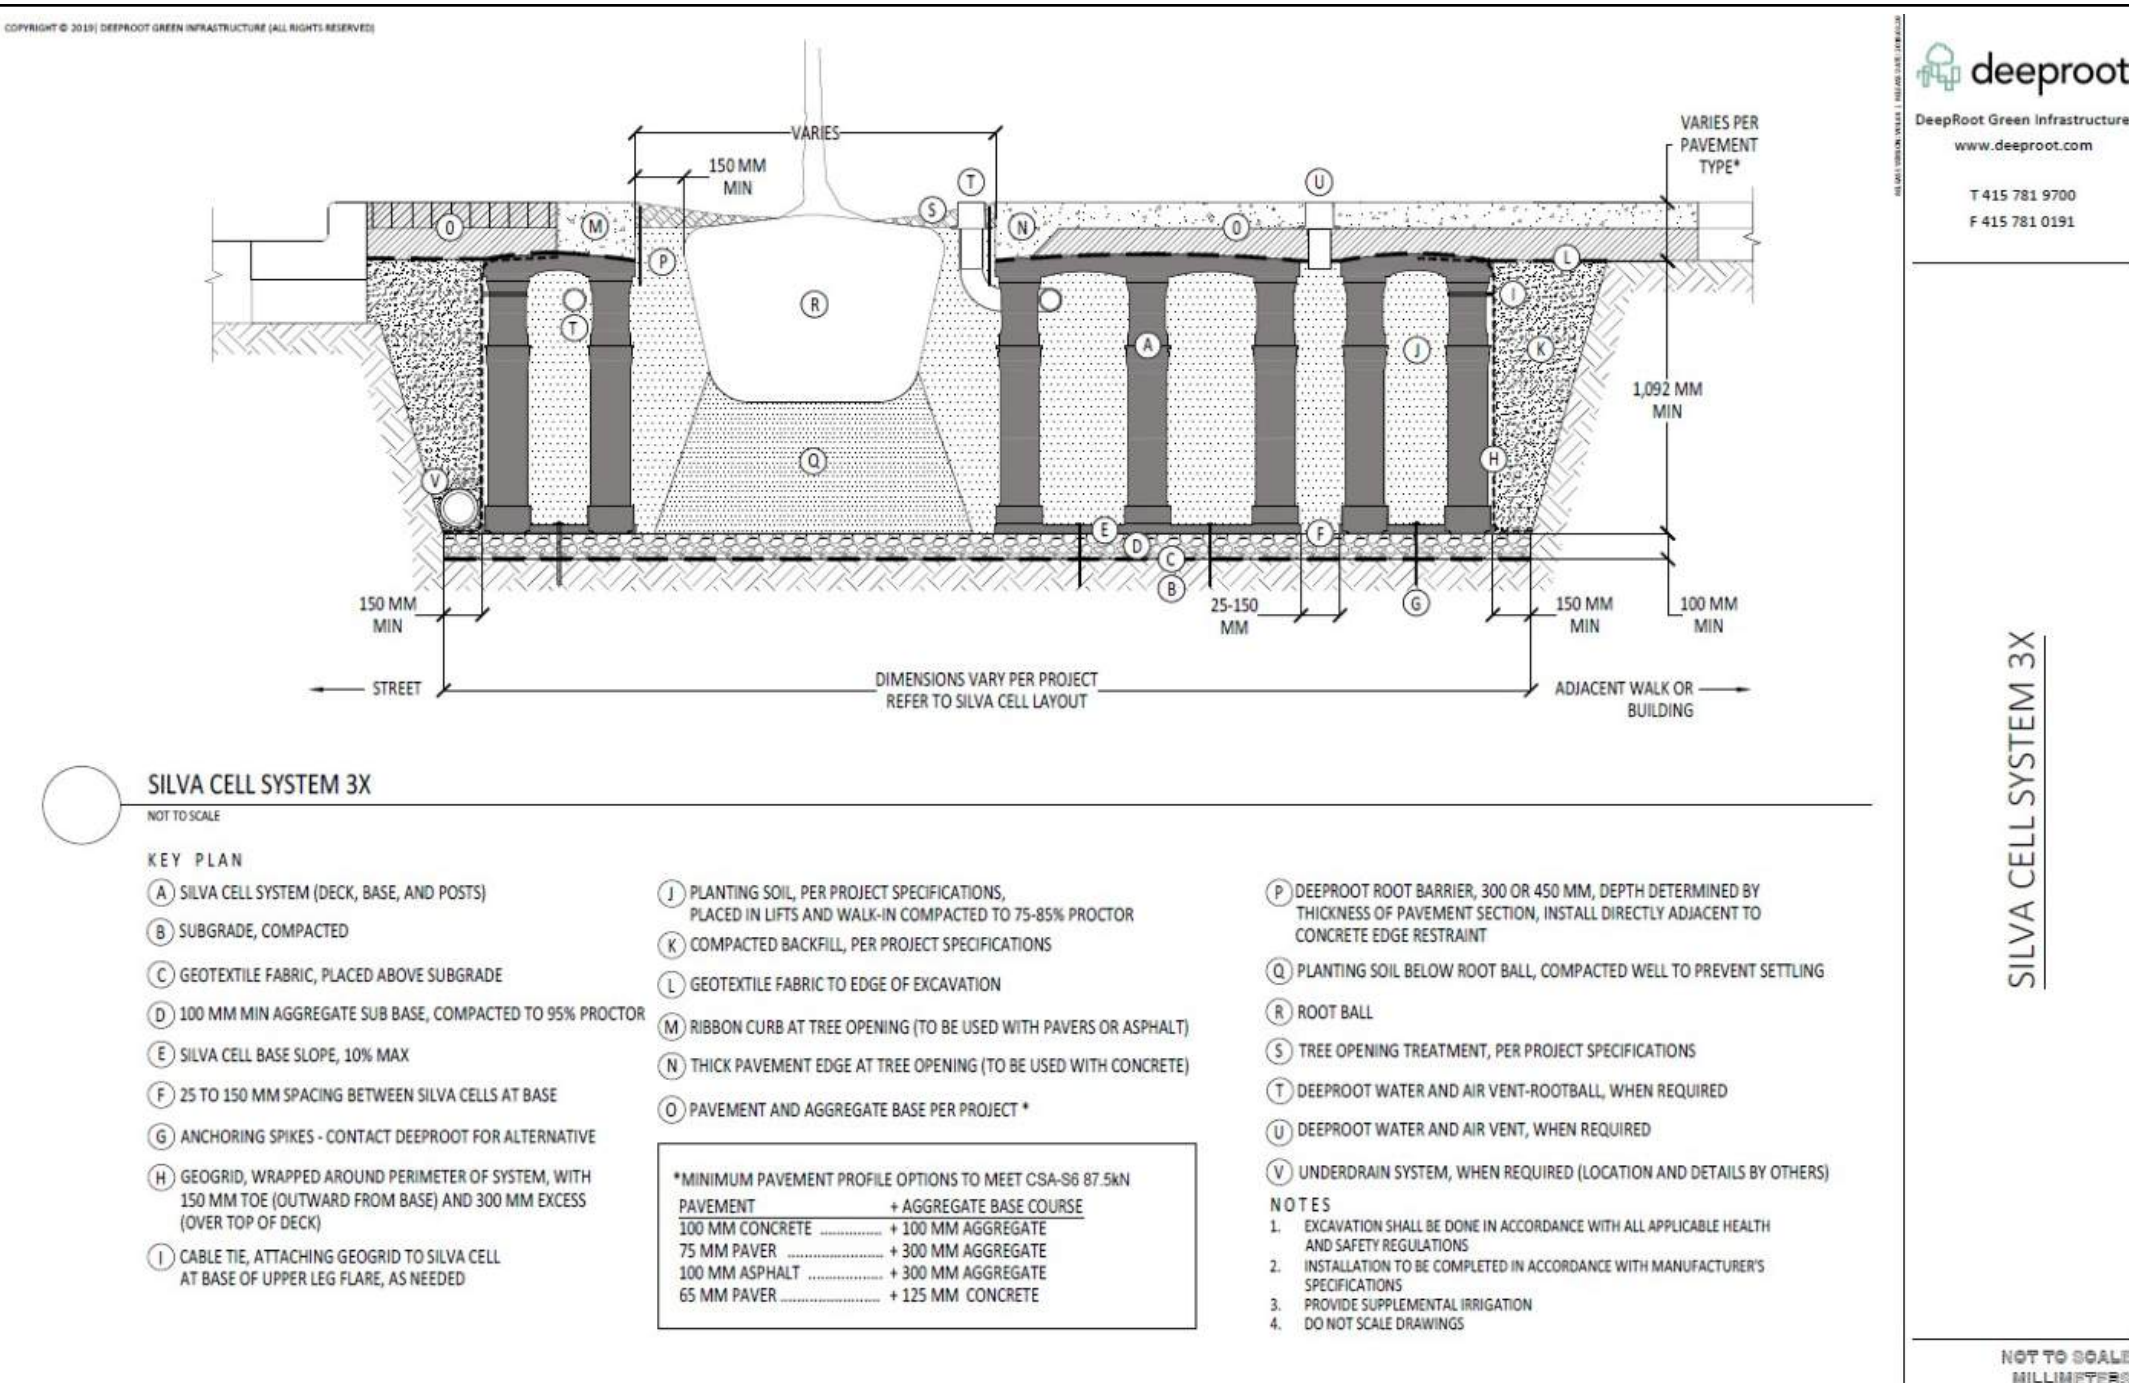 COPYRIGHT © 2019| DEEPROOT GREEN INFRASTRUCTURE (ALL RIGHTS RESERVED)
VARIES
150 MM
MIN
VARIES PER
PAVEMENT
TYPE*
T
U
S
O
M
N
O
P
L
R
I
T
A
J
K
1,092 MM
MIN
Q
H
V
E
F
D
C
B
G
150 MM
MIN
25-150
MM
150 MM
MIN
100 MM
MIN
STREET
DIMENSIONS VARY PER PROJECT
REFER TO SILVA CELL LAYOUT
ADJACENT WALK OR
BUILDING
SILVA CELL SYSTEM 3X
NOT TO SCALE
KEY PLAN
A SILVA CELL SYSTEM (DECK, BASE, AND POSTS)
B SUBGRADE, COMPACTED
C GEOTEXTILE FABRIC, PLACED ABOVE SUBGRADE
D 100 MM MIN AGGREGATE SUB BASE, COMPACTED TO 95% PROCTOR
E SILVA CELL BASE SLOPE, 10% MAX
F 25 TO 150 MM SPACING BETWEEN SILVA CELLS AT BASE
G ANCHORING SPIKES - CONTACT DEEPROOT FOR ALTERNATIVE
H GEOGRID, WRAPPED AROUND PERIMETER OF SYSTEM, WITH
150 MM TOE (OUTWARD FROM BASE) AND 300 MM EXCESS
(OVER TOP OF DECK)
I CABLE TIE, ATTACHING GEOGRID TO SILVA CELL
AT BASE OF UPPER LEG FLARE, AS NEEDED
J PLANTING SOIL, PER PROJECT SPECIFICATIONS,
PLACED IN LIFTS AND WALK-IN COMPACTED TO 75-85% PROCTOR
K COMPACTED BACKFILL, PER PROJECT SPECIFICATIONS
L GEOTEXTILE FABRIC TO EDGE OF EXCAVATION
M RIBBON CURB AT TREE OPENING (TO BE USED WITH PAVERS OR ASPHALT)
N THICK PAVEMENT EDGE AT TREE OPENING (TO BE USED WITH CONCRETE)
O PAVEMENT AND AGGREGATE BASE PER PROJECT *
*MINIMUM PAVEMENT PROFILE OPTIONS TO MEET CSA-S6 87.5kN
PAVEMENT + AGGREGATE BASE COURSE
100 MM CONCRETE ................ + 100 MM AGGREGATE
75 MM PAVER ......................... + 300 MM AGGREGATE
100 MM ASPHALT ................... + 300 MM AGGREGATE
65 MM PAVER .......................... + 125 MM CONCRETE
P DEEPROOT ROOT BARRIER, 300 OR 450 MM, DEPTH DETERMINED BY
THICKNESS OF PAVEMENT SECTION, INSTALL DIRECTLY ADJACENT TO
CONCRETE EDGE RESTRAINT
Q PLANTING SOIL BELOW ROOT BALL, COMPACTED WELL TO PREVENT SETTLING
R ROOT BALL
S TREE OPENING TREATMENT, PER PROJECT SPECIFICATIONS
T DEEPROOT WATER AND AIR VENT-ROOTBALL, WHEN REQUIRED
U DEEPROOT WATER AND AIR VENT, WHEN REQUIRED
V UNDERDRAIN SYSTEM, WHEN REQUIRED (LOCATION AND DETAILS BY OTHERS)
NOTES
1. EXCAVATION SHALL BE DONE IN ACCORDANCE WITH ALL APPLICABLE HEALTH
AND SAFETY REGULATIONS
2. INSTALLATION TO BE COMPLETED IN ACCORDANCE WITH MANUFACTURER'S
SPECIFICATIONS
3. PROVIDE SUPPLEMENTAL IRRIGATION
4. DO NOT SCALE DRAWINGS
deeproot
DeepRoot Green Infrastructure
www.deeproot.com
T 415 781 9700
F 415 781 0191
SILVA CELL SYSTEM 3X
NOT TO SCALE
MILLIMETERS